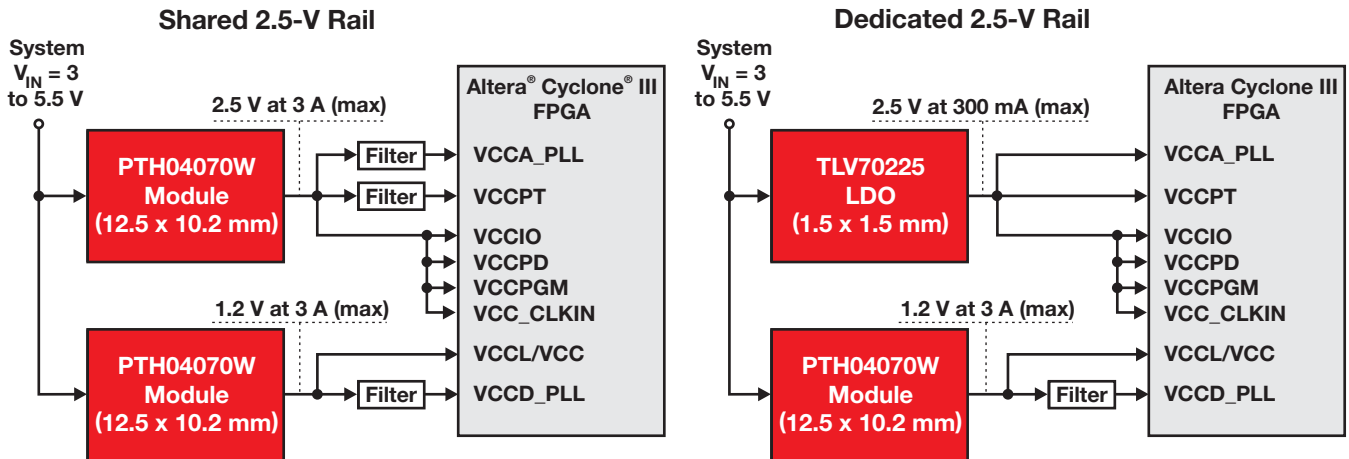 Shared 2.5-V Rail
System
V_IN = 3
to 5.5 V
2.5 V at 3 A (max)
PTH04070W
Module
(12.5 x 10.2 mm)
Filter
Filter
1.2 V at 3 A (max)
PTH04070W
Module
(12.5 x 10.2 mm)
Filter
Altera® Cyclone® III
FPGA
VCCA_PLL
VCCPT
VCCIO
VCCPD
VCCPGM
VCC_CLKIN
VCCL/VCC
VCCD_PLL
Dedicated 2.5-V Rail
System
V_IN = 3
to 5.5 V
2.5 V at 300 mA (max)
TLV70225
LDO
(1.5 x 1.5 mm)
1.2 V at 3 A (max)
PTH04070W
Module
(12.5 x 10.2 mm)
Filter
Altera Cyclone III
FPGA
VCCA_PLL
VCCPT
VCCIO
VCCPD
VCCPGM
VCC_CLKIN
VCCL/VCC
VCCD_PLL